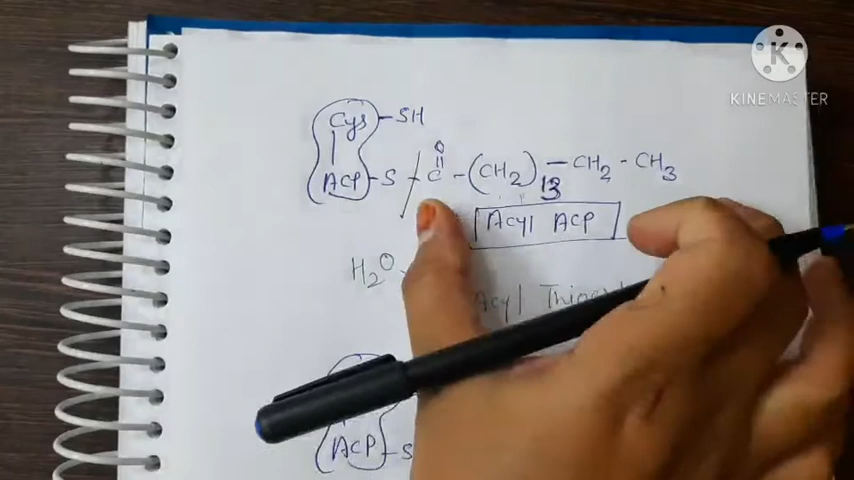 K
KINEMASTER
Cys - SH
O
ACP - S - C - (CH2)13 - CH2 - CH3
Acyl ACP
H2O
Acyl
ACP - S